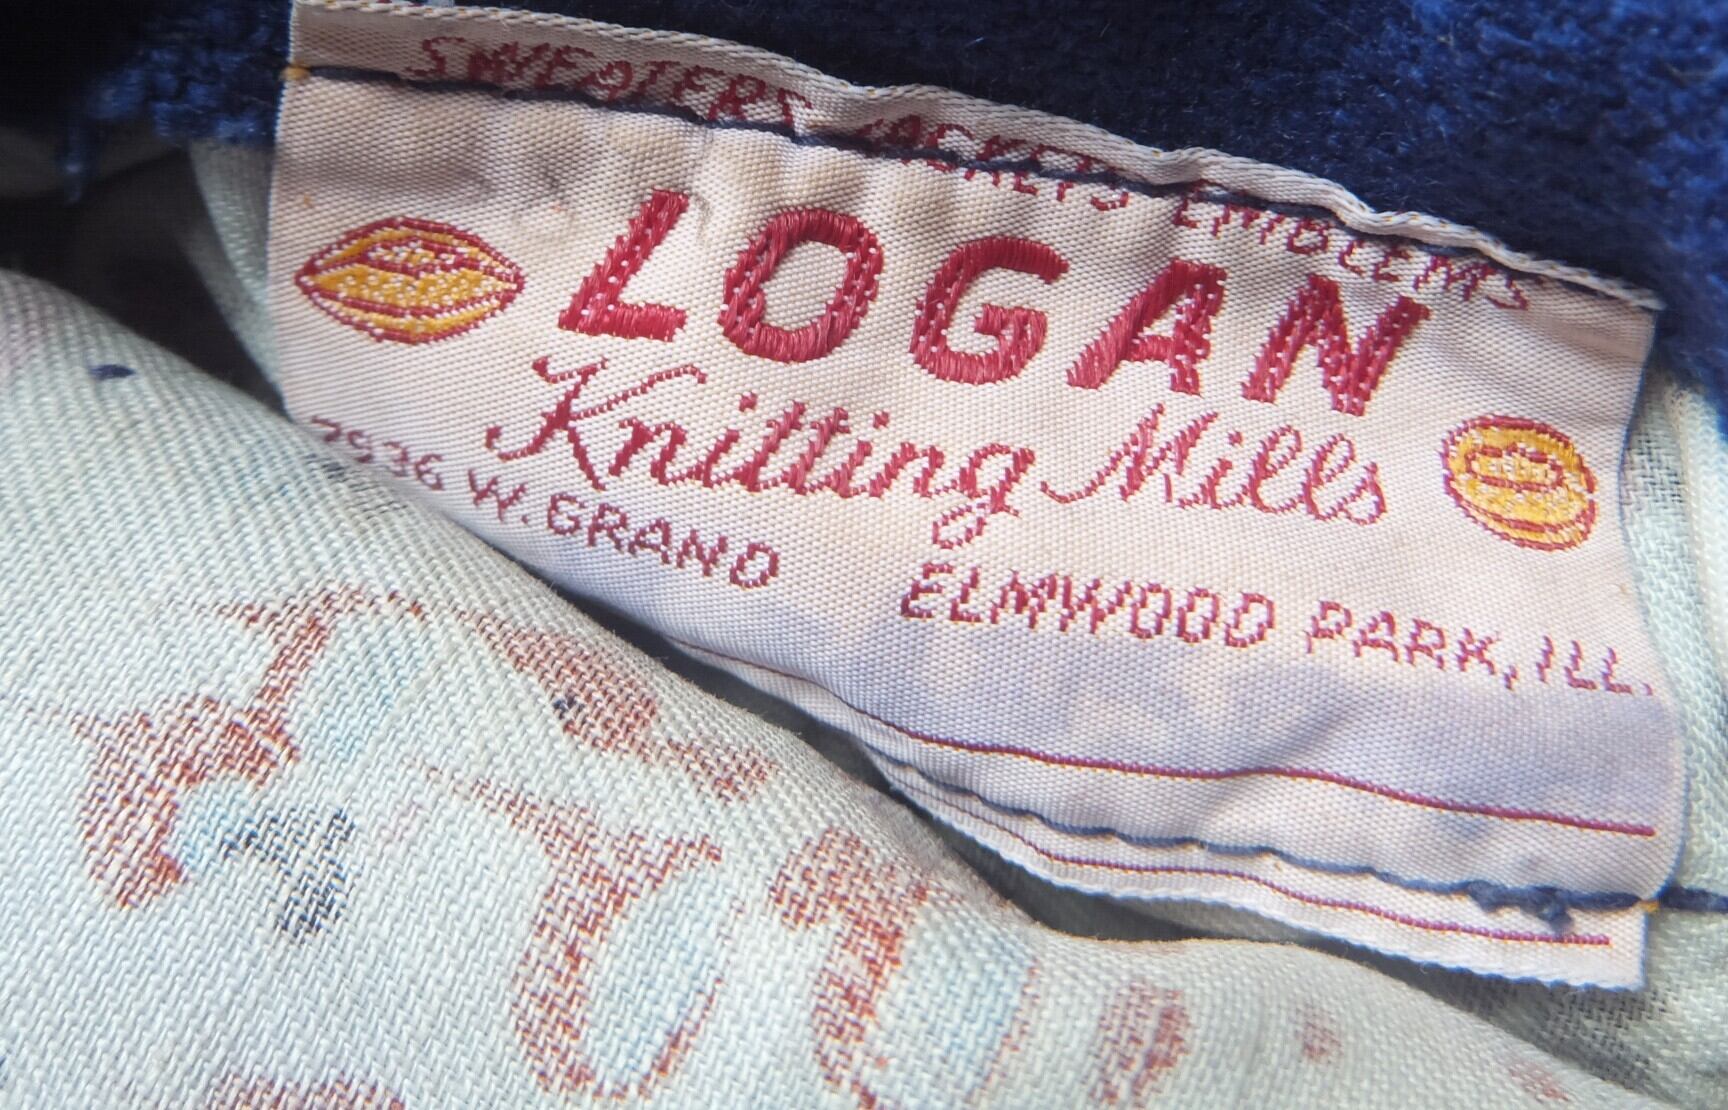 SWEATERS JACKETS EMBLEMS
LOGAN
Knitting Mills
7936 W. GRAND ELMWOOD PARK, ILL.